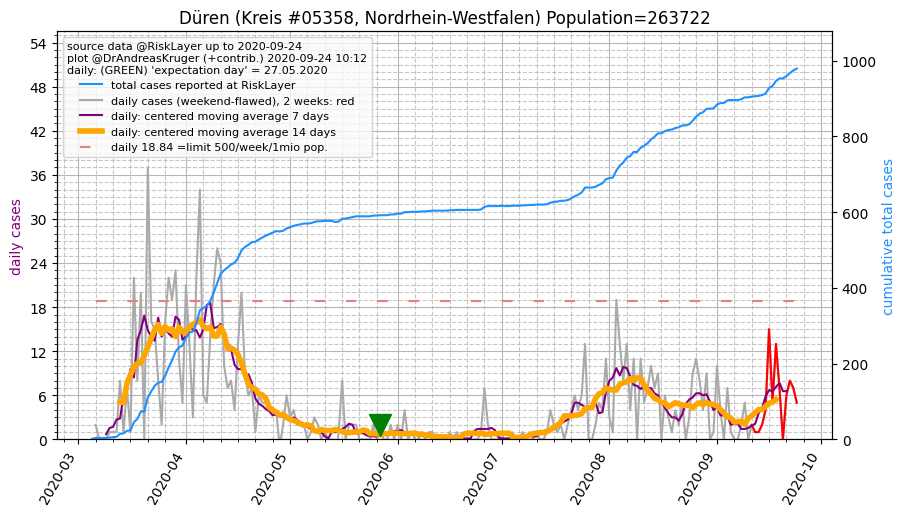 Düren (Kreis #05358, Nordrhein-Westfalen) Population=263722
source data @RiskLayer up to 2020-09-24
plot @DrAndreasKruger (+contrib.) 2020-09-24 10:12
daily: (GREEN) 'expectation day' = 27.05.2020
total cases reported at RiskLayer
daily cases (weekend-flawed), 2 weeks: red
daily: centered moving average 7 days
daily: centered moving average 14 days
daily 18.84 =limit 500/week/1mio pop.
daily cases
54
48
42
36
30
24
18
12
6
0
1000
800
600
400
200
0
cumulative total cases
2020-03
2020-04
2020-05
2020-06
2020-07
2020-08
2020-09
2020-10